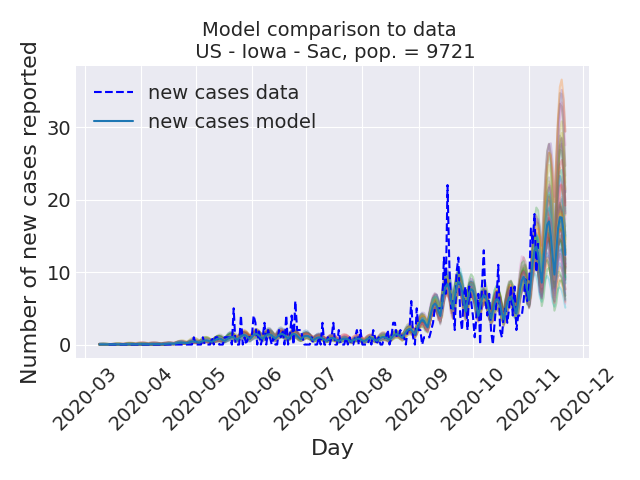 Model comparison to data
US - Iowa - Sac, pop. = 9721
Number of new cases reported
new cases data
new cases model
30
20
10
0
2020-03
2020-04
2020-05
2020-06
2020-07
2020-08
2020-09
2020-10
2020-11
2020-12
Day